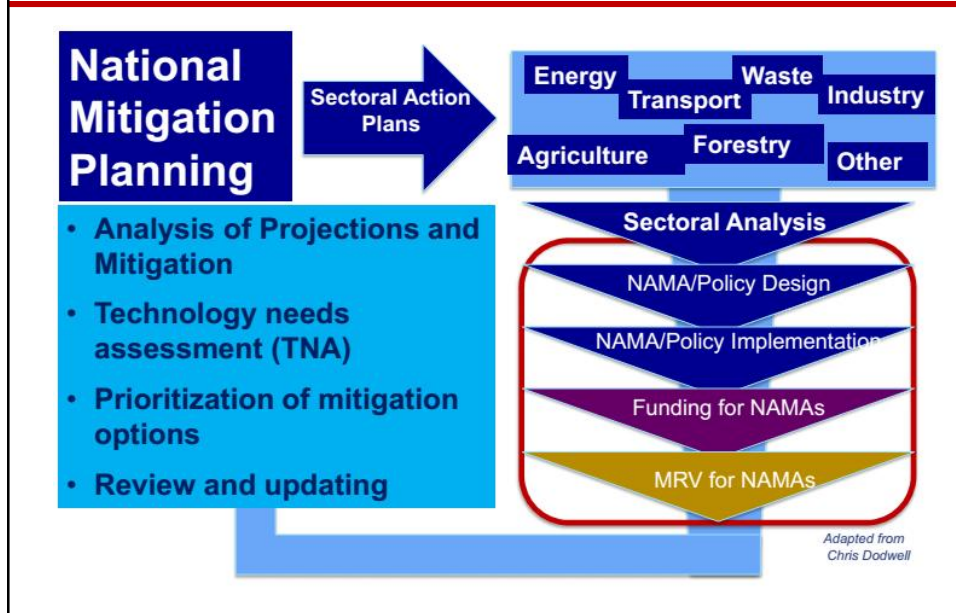 National
Mitigation
Planning
Sectoral Action
Plans
Energy
Transport
Waste
Industry
Agriculture
Forestry
Other
• Analysis of Projections and
Mitigation
• Technology needs
assessment (TNA)
• Prioritization of mitigation
options
• Review and updating
Sectoral Analysis
NAMA/Policy Design
NAMA/Policy Implementation
Funding for NAMAs
MRV for NAMAs
Adapted from
Chris Dodwell